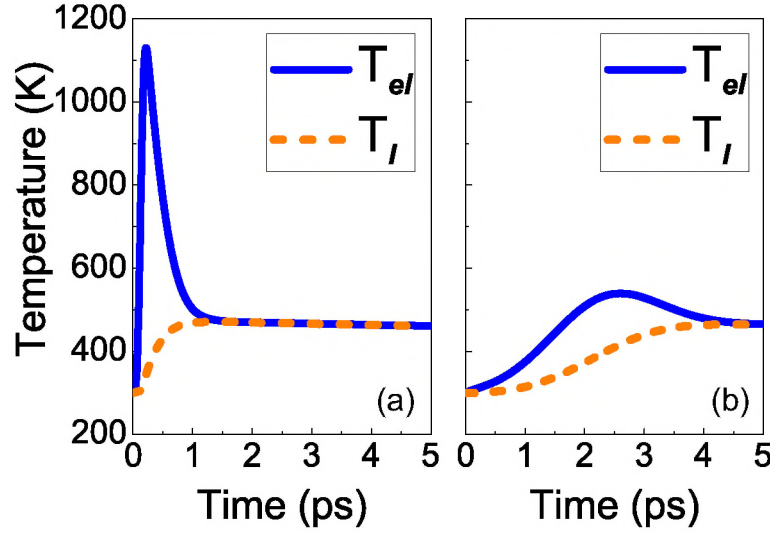 1200
1000
800
600
400
200
Temperature (K)
T_el
T_l
(a)
0 1 2 3 4 5
Time (ps)
T_el
T_l
(b)
0 1 2 3 4 5
Time (ps)